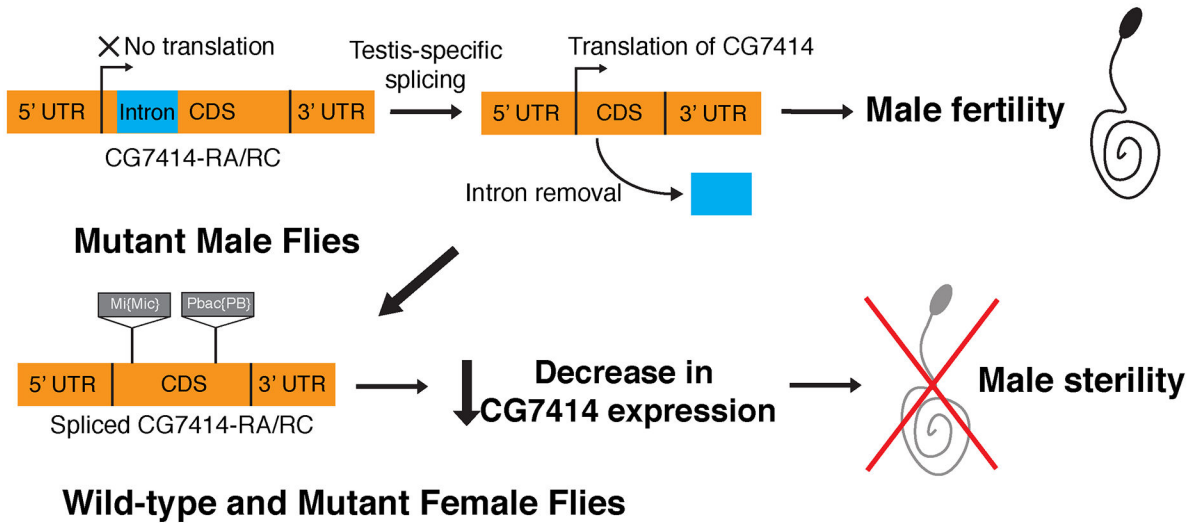 No translation
Testis-specific
splicing
Translation of CG7414
5’ UTR Intron CDS 3’ UTR
5’ UTR CDS 3’ UTR
Male fertility
CG7414-RA/RC
Intron removal
Mutant Male Flies
Mi{Mic} Pbac{PB}
5’ UTR CDS 3’ UTR
Spliced CG7414-RA/RC
Decrease in
CG7414 expression
Male sterility
Wild-type and Mutant Female Flies